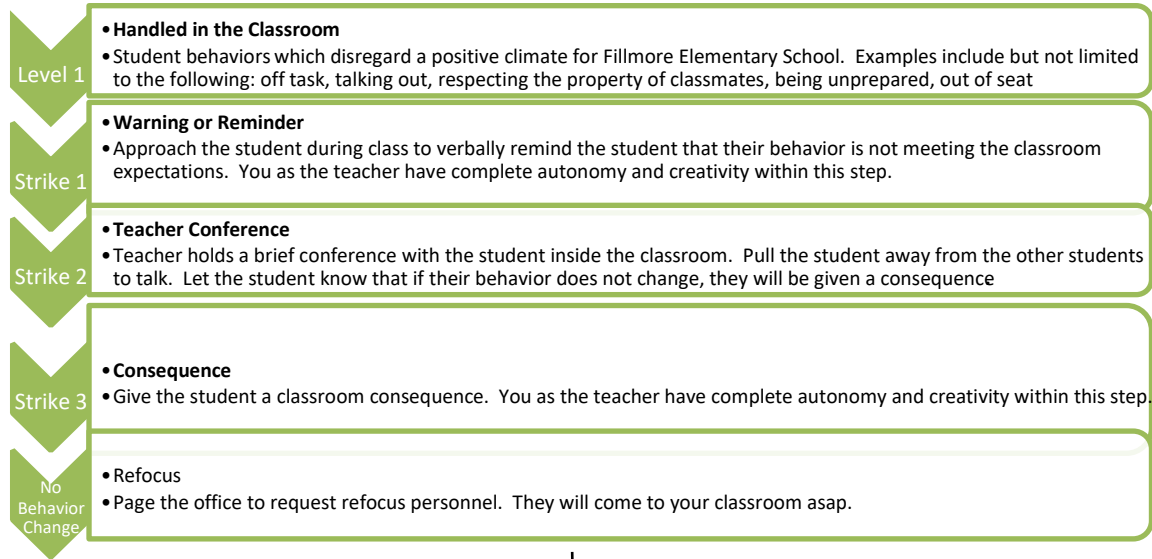 Level 1
•Handled in the Classroom
•Student behaviors which disregard a positive climate for Fillmore Elementary School.  Examples include but not limited
to the following: off task, talking out, respecting the property of classmates, being unprepared, out of seat
Strike 1
•Warning or Reminder
•Approach the student during class to verbally remind the student that their behavior is not meeting the classroom
expectations.  You as the teacher have complete autonomy and creativity within this step.
Strike 2
•Teacher Conference
•Teacher holds a brief conference with the student inside the classroom.  Pull the student away from the other students
to talk.  Let the student know that if their behavior does not change, they will be given a consequence.
Strike 3
•Consequence
•Give the student a classroom consequence.  You as the teacher have complete autonomy and creativity within this step.
No
Behavior
Change
•Refocus
•Page the office to request refocus personnel.  They will come to your classroom asap.